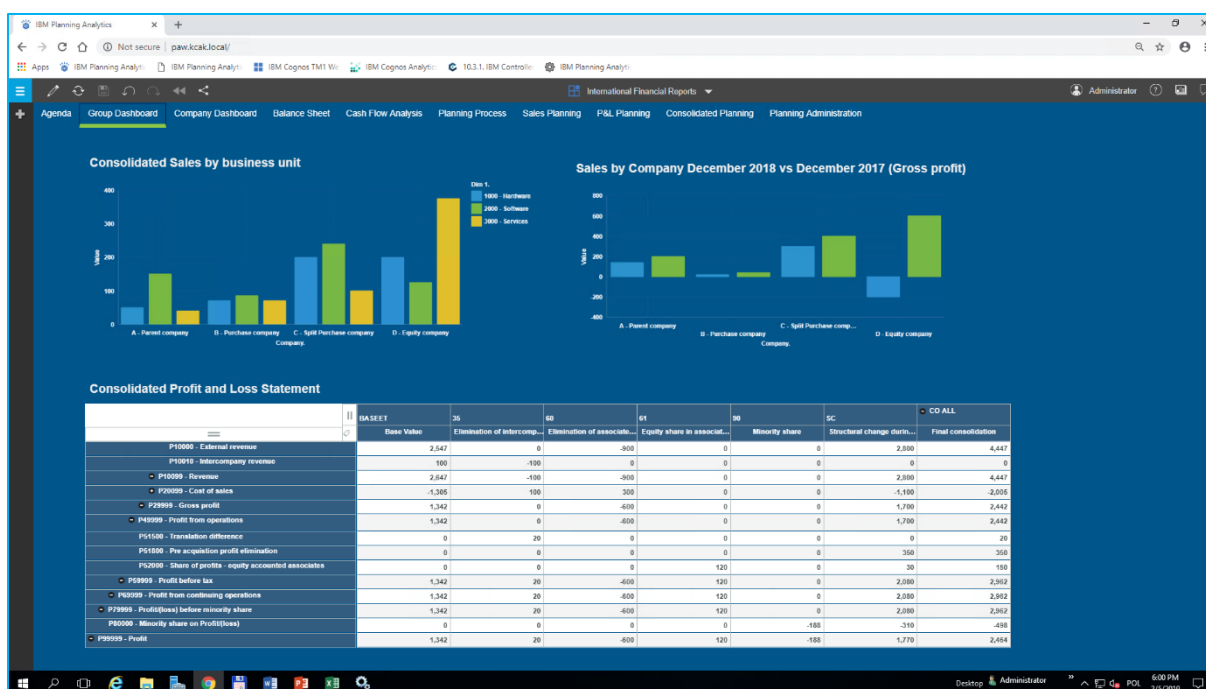 IBM Planning Analytics
Not secure | paw.kcak.local/
Apps IBM Planning Analyti IBM Planning Analyti IBM Cognos TM1 We IBM Cognos Analytic 10.3.1. IBM Controlle IBM Planning Analyti
International Financial Reports Administrator
Agenda Group Dashboard Company Dashboard Balance Sheet Cash Flow Analysis Planning Process Sales Planning P&L Planning Consolidated Planning Planning Administration
Consolidated Sales by business unit
Dim 1.
1000 - Hardware
2000 - Software
3000 - Services
400
300
200
100
0
Value
A - Parent company B - Purchase company C - Split Purchase company D - Equity company
Company.
Sales by Company December 2018 vs December 2017 (Gross profit)
800
600
400
200
0
-200
-400
Value
A - Parent company B - Purchase company C - Split Purchase comp... D - Equity company
Company.
Consolidated Profit and Loss Statement
BASEET 35 60 61 90 SC CO ALL
Base Value Elimination of intercomp... Elimination of associate... Equity share in associat... Minority share Structural change durin... Final consolidation
P10000 - External revenue 2,547 0 -900 0 0 2,800 4,447
P10010 - Intercompany revenue 100 -100 0 0 0 0 0
P10099 - Revenue 2,647 -100 -900 0 0 2,800 4,447
P20099 - Cost of sales -1,305 100 300 0 0 -1,100 -2,005
P29999 - Gross profit 1,342 0 -600 0 0 1,700 2,442
P49999 - Profit from operations 1,342 0 -600 0 0 1,700 2,442
P51500 - Translation difference 0 20 0 0 0 0 20
P51800 - Pre acquistion profit elimination 0 0 0 0 0 350 350
P52000 - Share of profits - equity accounted associates 0 0 0 120 0 30 150
P59999 - Profit before tax 1,342 20 -600 120 0 2,080 2,962
P69999 - Profit from continuing operations 1,342 20 -600 120 0 2,080 2,962
P79999 - Profit/(loss) before minority share 1,342 20 -600 120 0 2,080 2,962
P80000 - Minority share on Profit/(loss) 0 0 0 0 -188 -310 -498
P99999 - Profit 1,342 20 -600 120 -188 1,770 2,464
Desktop Administrator POL 6:00 PM